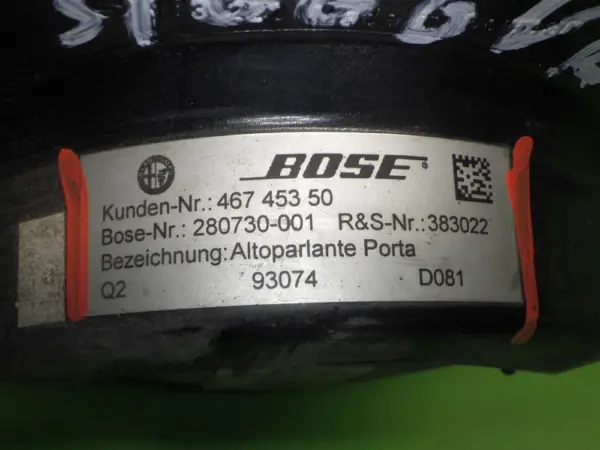 BOSE
Kunden-Nr.: 467 453 50
Bose-Nr.: 280730-001 R&S-Nr.: 383022
Bezeichnung: Altoparlante Porta
Q2 93074 D081